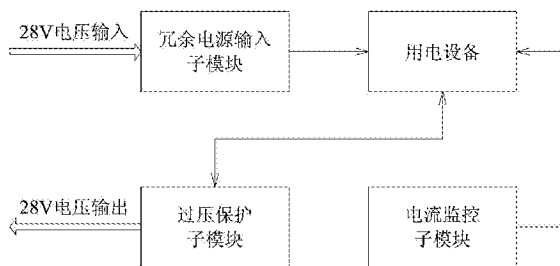 28V电压输入
冗余电源输入
子模块
用电设备
28V电压输出
过压保护
子模块
电流监控
子模块